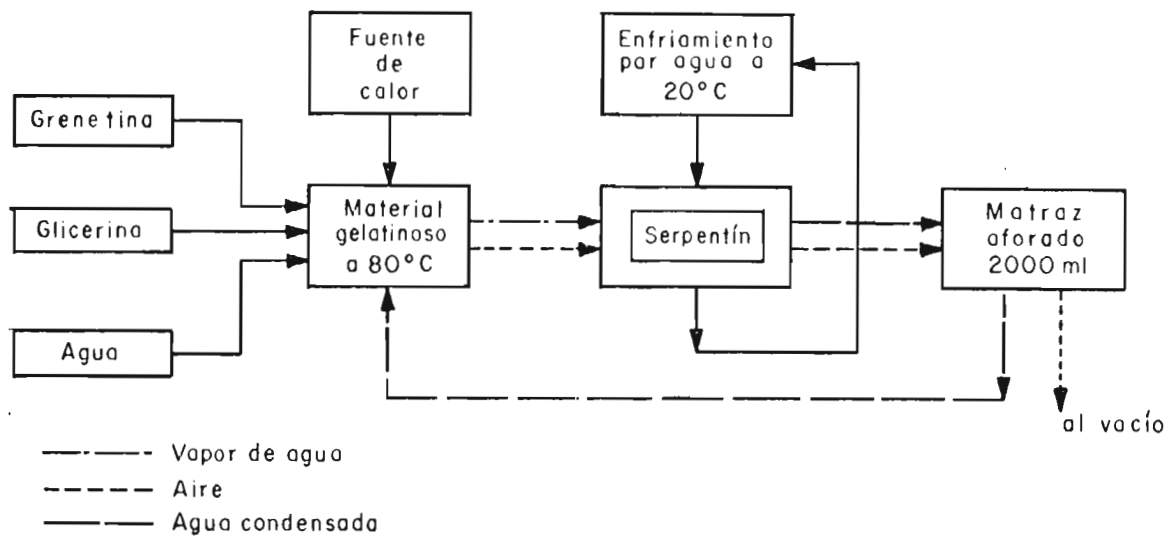 Fuente
de
calor
Enfriamiento
par agua a
20°C
Grenetina
Glicerina
Agua
Material
gelatinoso
a 80°C
Serpentín
Matraz
aforado
2000 ml
al vacío
Vapor de agua
Aire
Agua condensada